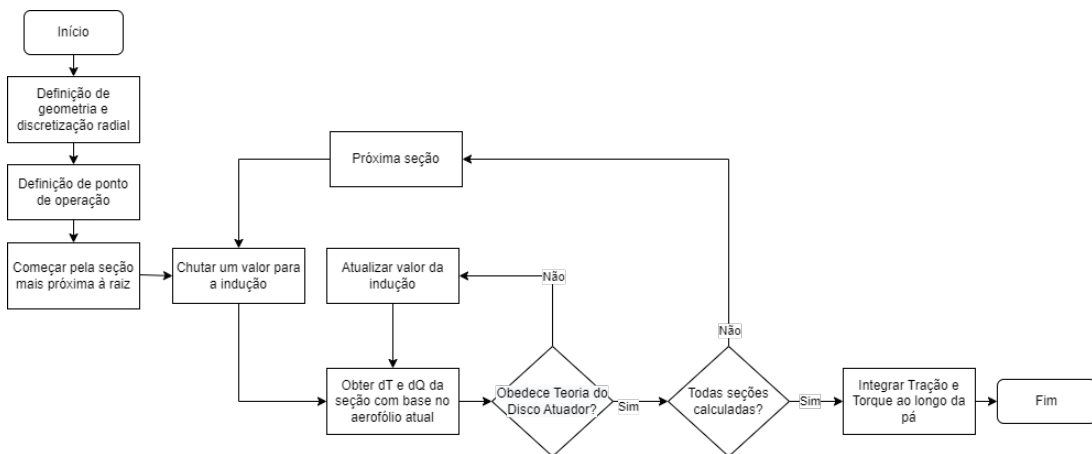 Início
Definição de
geometria e
discretização radial
Definição de ponto
de operação
Começar pela seção
mais próxima à raiz
Chutar um valor para
a indução
Próxima seção
Atualizar valor da
indução
Não
Obter dT e dQ da
seção com base no
aerofólio atual
Obedece Teoria do
Disco Atuador?
Sim
Não
Todas seções
calculadas?
Sim
Integrar Tração e
Torque ao longo da
pá
Fim